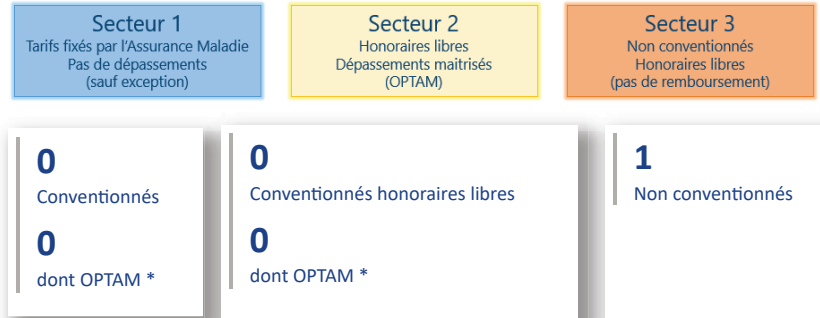 Secteur 1
Tarifs fixés par l'Assurance Maladie
Pas de dépassements
(sauf exception)
Secteur 2
Honoraires libres
Dépassements maitrisés
(OPTAM)
Secteur 3
Non conventionnés
Honoraires libres
(pas de remboursement)
0
Conventionnés
0
dont OPTAM *
0
Conventionnés honoraires libres
0
dont OPTAM *
1
Non conventionnés